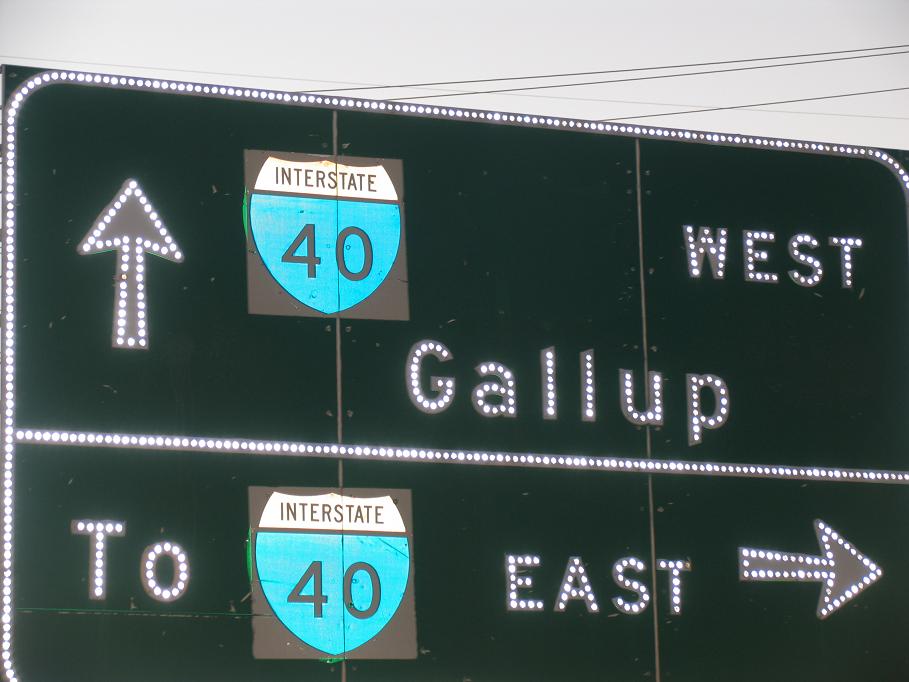 INTERSTATE
40
WEST
Gallup
To
INTERSTATE
40
EAST